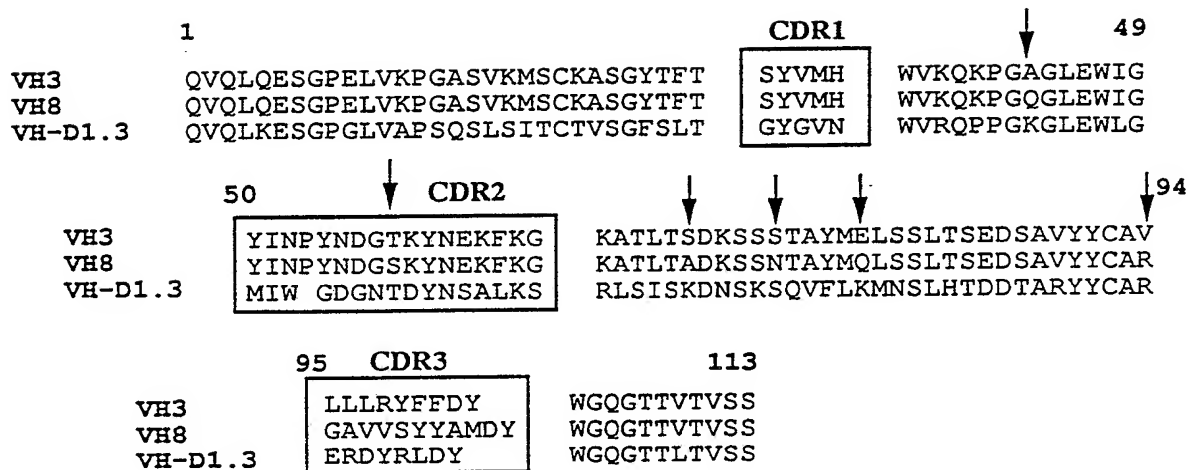 1 CDR1 49
VH3 QVQLQESGPELVKPGASVKMSCKASGYTFT SYVMH WVKQKPGAGLEWIG
VH8 QVQLQESGPELVKPGASVKMSCKASGYTFT SYVMH WVKQKPGQGLEWIG
VH-D1.3 QVQLKESGPGLVAPSQSLSITCTVSGFSLT GYGVN WVRQPPGKGLEWLG
50 CDR2 94
VH3 YINPYNDGTKYNEKFKG KATLTSDKSSSTAYMELSSLTSEDSAVYYCAV
VH8 YINPYNDGSKYNEKFKG KATLTADKSSNTAYMQLSSLTSEDSAVYYCAR
VH-D1.3 MIW GDGNTDYNSALKS RLSISKDNSKSQVFLKMNSLHTDDTARYYCAR
95 CDR3 113
VH3 LLLRYFFDY WGQGTTVTVSS
VH8 GAVVSYYAMDY WGQGTTVTVSS
VH-D1.3 ERDYRLDY WGQGTTLTVSS